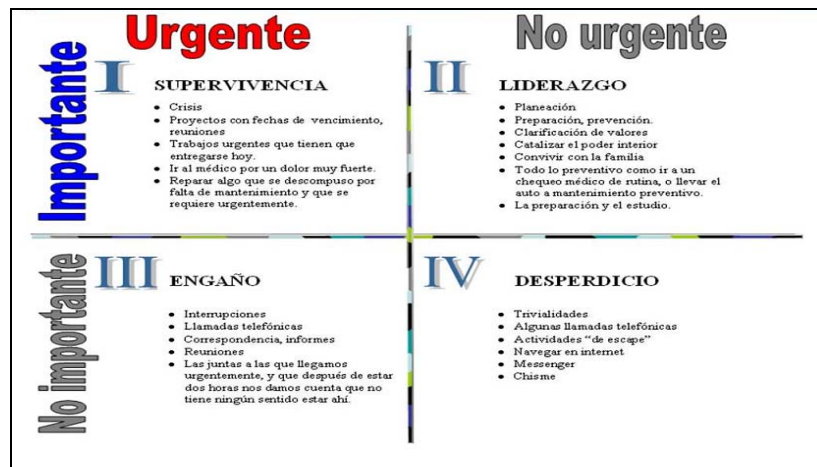 Urgente
No urgente
Importante
I
SUPERVIVENCIA
• Crisis
• Proyectos con fechas de vencimiento,
reuniones
• Trabajos urgentes que tienen que
entregarse hoy.
• Ir al médico por un dolor muy fuerte.
• Reparar algo que se descompuso por
falta de mantenimiento y que se
requiere urgentemente.
II
LIDERAZGO
• Planeación
• Preparación, prevención.
• Clarificación de valores
• Catalizar el poder interior
• Convivir con la familia
• Todo lo preventivo como ir a un
chequeo médico de rutina, o llevar el
auto a mantenimiento preventivo.
• La preparación y el estudio.
No importante
III
ENGAÑO
• Interrupciones
• Llamadas telefónicas
• Correspondencia, informes
• Reuniones
• Las juntas a las que llegamos
urgentemente, y que después de estar
dos horas nos damos cuenta que no
tiene ningún sentido estar ahí.
IV
DESPERDICIO
• Trivialidades
• Algunas llamadas telefónicas
• Actividades “de escape”
• Navegar en internet
• Messenger
• Chisme